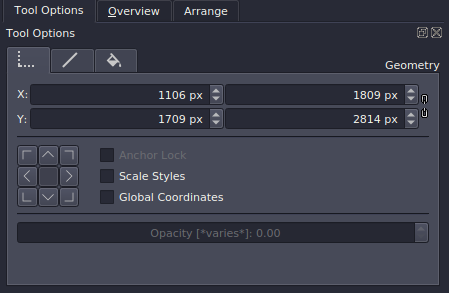 Tool Options Overview Arrange
Tool Options
Geometry
X: 1106 px 1809 px
Y: 1709 px 2814 px
Anchor Lock
Scale Styles
Global Coordinates
Opacity [*varies*]: 0.00